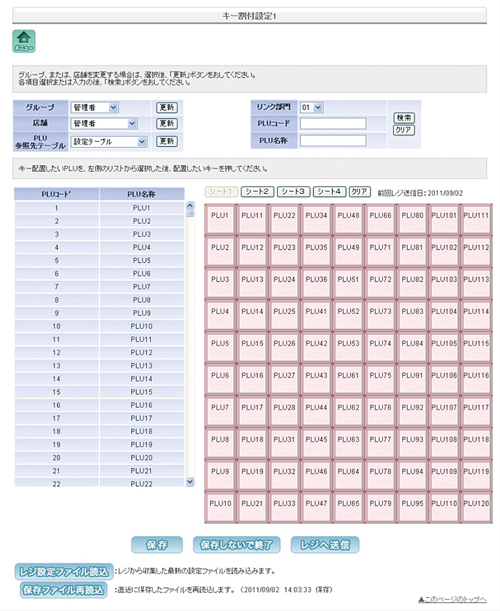 キー割付設定1
メニュー
グループ、または、店舗を変更する場合は、選択後、「更新」ボタンをおしてください。
各項目選択または入力の後、「検索」ボタンをおしてください。
グループ 管理者 更新 リンク部門 01
店舗 管理者 更新 PLUコード 検索
PLU参照先テーブル 設定テーブル 更新 PLU名称 クリア
キー配置したいPLUを、左側のリストから選択した後、配置したいキーを押してください。
PLUコード PLU名称
1 PLU1
2 PLU2
3 PLU3
4 PLU4
5 PLU5
6 PLU6
7 PLU7
8 PLU8
9 PLU9
10 PLU10
11 PLU11
12 PLU12
13 PLU13
14 PLU14
15 PLU15
16 PLU16
17 PLU17
18 PLU18
19 PLU19
20 PLU20
21 PLU21
22 PLU22
シート1 シート2 シート3 シート4 クリア 前回レジ送信日：2011/09/02
PLU1 PLU11 PLU22 PLU34 PLU48 PLU66 PLU80 PLU101 PLU111
PLU2 PLU12 PLU23 PLU35 PLU49 PLU71 PLU81 PLU102 PLU112
PLU3 PLU13 PLU24 PLU36 PLU51 PLU72 PLU82 PLU103 PLU113
PLU4 PLU14 PLU25 PLU41 PLU52 PLU73 PLU83 PLU104 PLU114
PLU5 PLU15 PLU26 PLU42 PLU53 PLU74 PLU84 PLU105 PLU115
PLU6 PLU16 PLU27 PLU43 PLU61 PLU75 PLU91 PLU106 PLU116
PLU7 PLU17 PLU28 PLU44 PLU62 PLU76 PLU92 PLU107 PLU117
PLU8 PLU18 PLU31 PLU45 PLU63 PLU77 PLU93 PLU108 PLU118
PLU9 PLU19 PLU32 PLU46 PLU64 PLU78 PLU94 PLU109 PLU119
PLU10 PLU21 PLU33 PLU47 PLU65 PLU79 PLU95 PLU110 PLU120
保存 保存しないで終了 レジへ送信
レジ設定ファイル読込 ：レジから収集した最新の設定ファイルを読み込みます。
保存ファイル再読込 ：直近に保存したファイルを再読込します。（2011/09/02 14:03:33 保存）
▲このページのトップへ